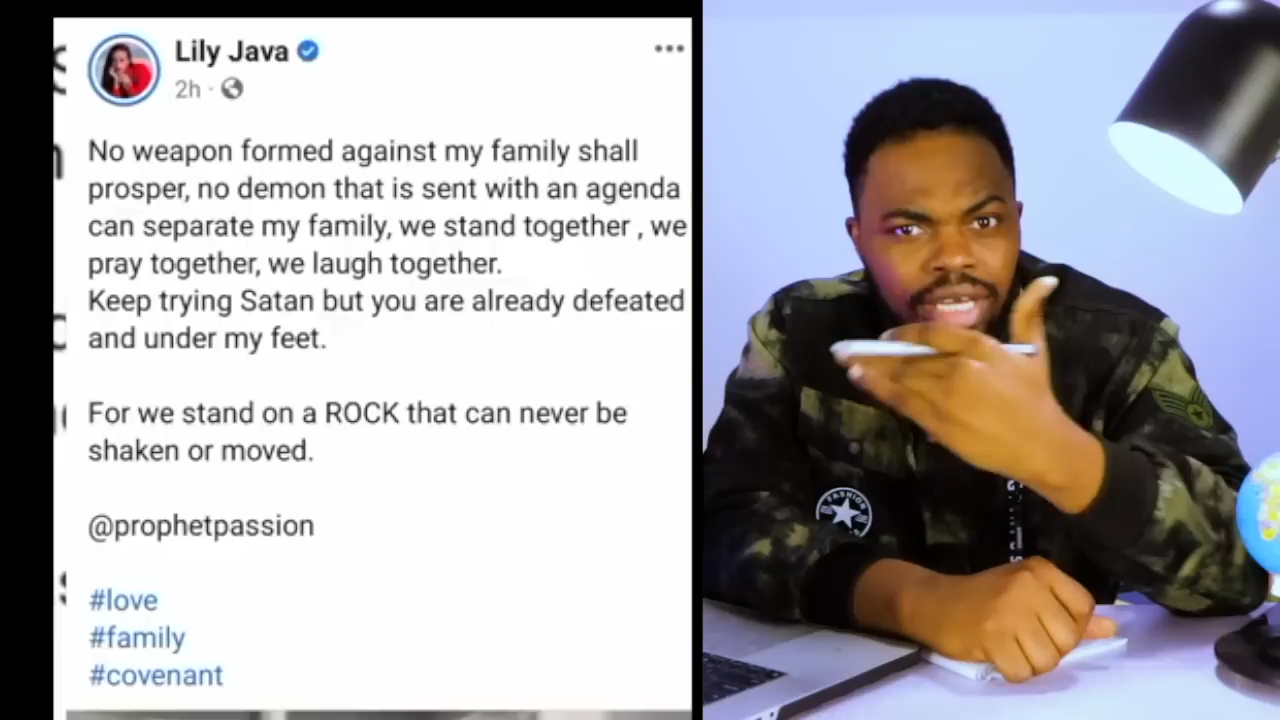 Lily Java
2h ·
No weapon formed against my family shall
prosper, no demon that is sent with an agenda
can separate my family, we stand together , we
pray together, we laugh together.
Keep trying Satan but you are already defeated
and under my feet.
For we stand on a ROCK that can never be
shaken or moved.
@prophetpassion
#love
#family
#covenant
FASHION